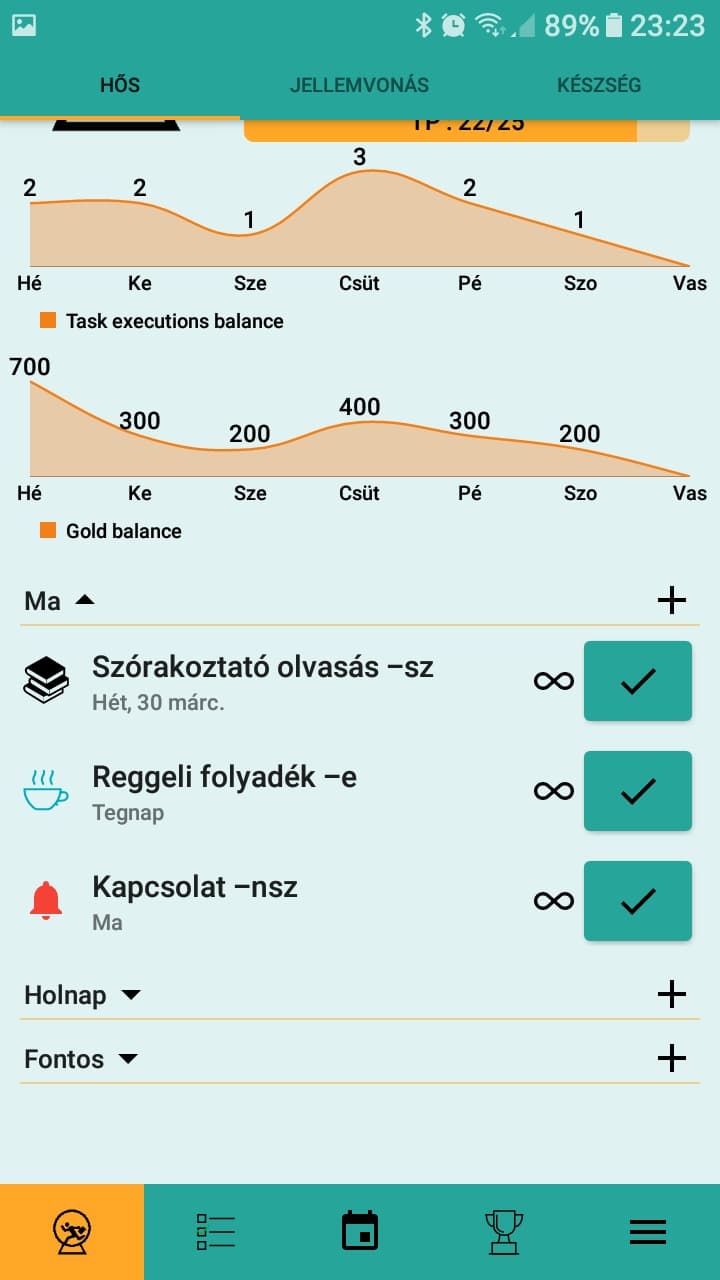 89% 23:23
HŐS JELLEMVONÁS KÉSZSÉG
TP : 22/25
2 2 1 3 2 1
Hé Ke Sze Csüt Pé Szo Vas
Task executions balance
700 300 200 400 300 200
Hé Ke Sze Csüt Pé Szo Vas
Gold balance
Ma
Szórakoztató olvasás –sz
Hét, 30 márc.
Reggeli folyadék –e
Tegnap
Kapcsolat –nsz
Ma
Holnap
Fontos